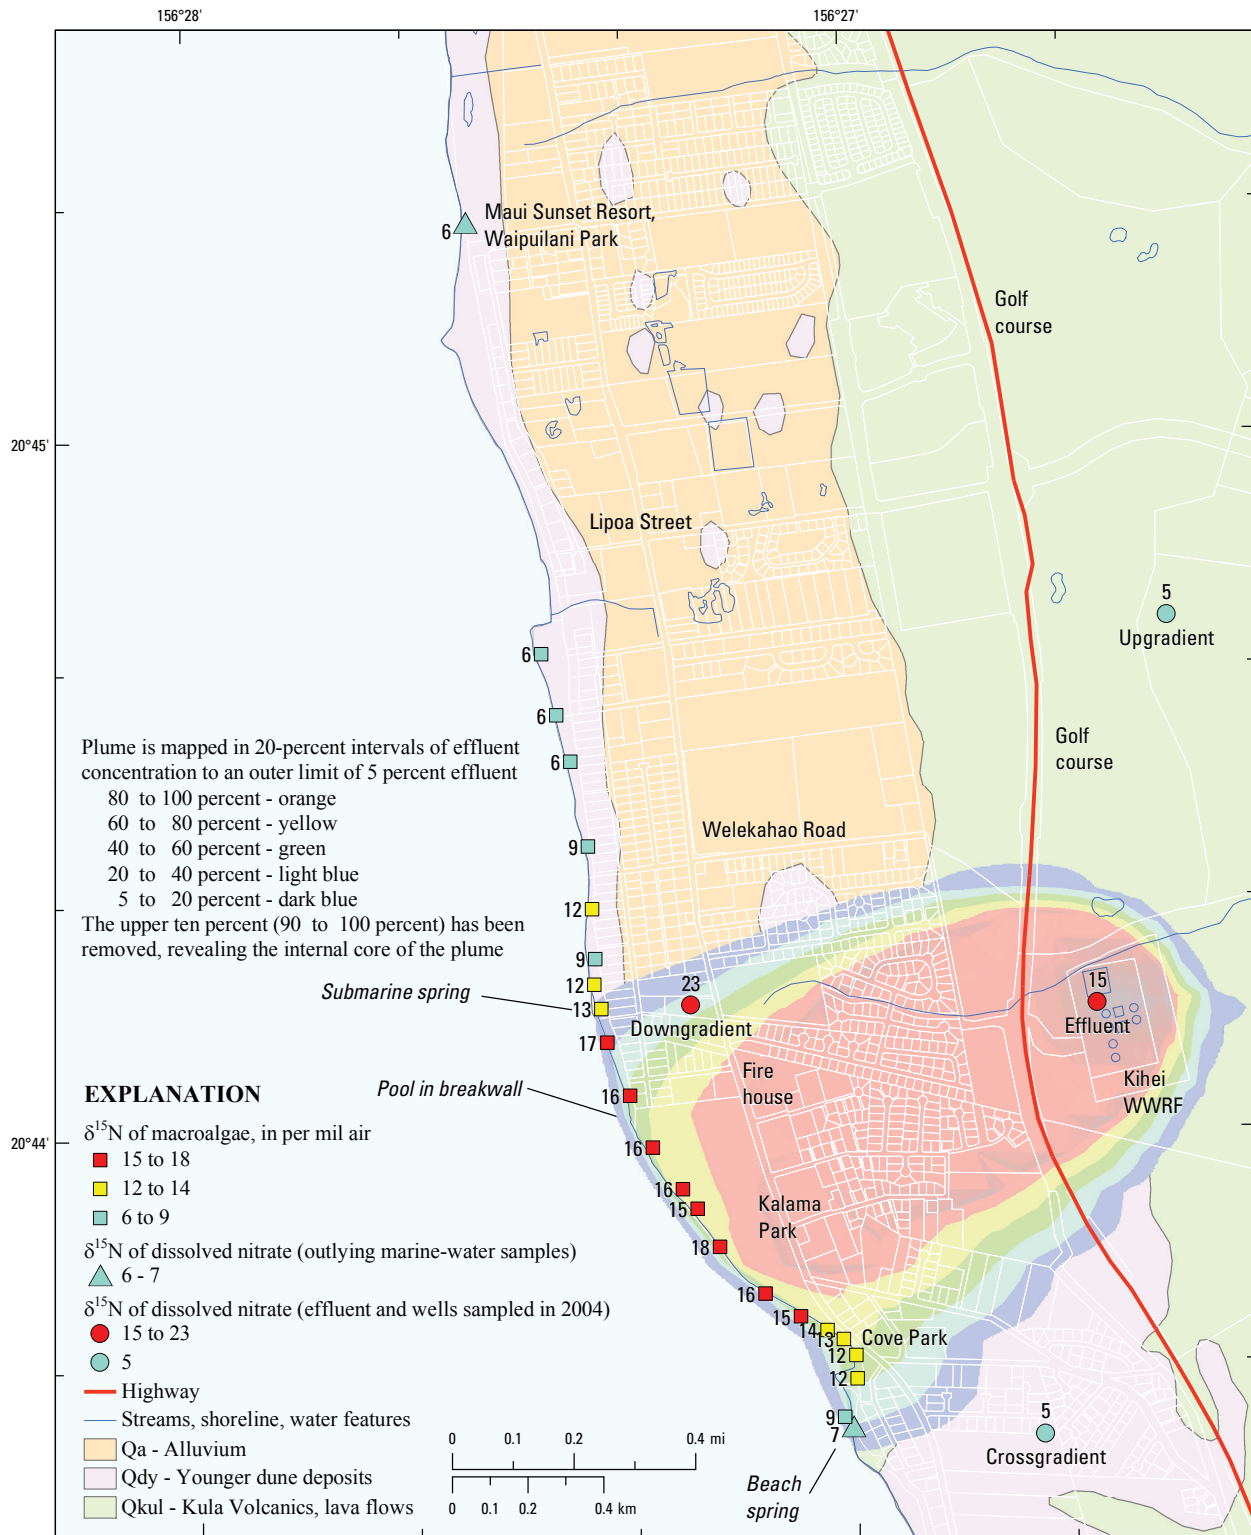 156°28'
156°27'
6
Maui Sunset Resort,
Waipuilani Park
Golf
course
20°45'
Lipoa Street
5
Upgradient
6
6
6
Golf
course
Plume is mapped in 20-percent intervals of effluent
concentration to an outer limit of 5 percent effluent
80 to 100 percent - orange
60 to 80 percent - yellow
40 to 60 percent - green
20 to 40 percent - light blue
5 to 20 percent - dark blue
The upper ten percent (90 to 100 percent) has been
removed, revealing the internal core of the plume
Welekahao Road
9
12
9
12
13
Submarine spring
23
Downgradient
15
Effluent
17
Fire
house
Kihei
WWRF
Pool in breakwall
16
20°44'
16
16
15
Kalama
Park
18
16
15
14
13
Cove Park
12
12
9
7
5
Crossgradient
Beach
spring
EXPLANATION
δ15N of macroalgae, in per mil air
15 to 18
12 to 14
6 to 9
δ15N of dissolved nitrate (outlying marine-water samples)
6 - 7
δ15N of dissolved nitrate (effluent and wells sampled in 2004)
15 to 23
5
Highway
Streams, shoreline, water features
Qa - Alluvium
Qdy - Younger dune deposits
Qkul - Kula Volcanics, lava flows
0 0.1 0.2 0.4 mi
0 0.1 0.2 0.4 km